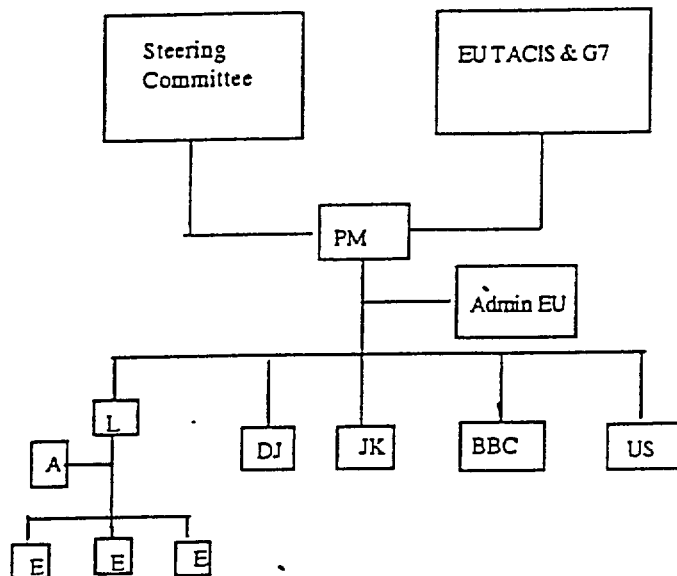 Steering
Committee
EU TACIS & G7
PM
Admin EU
L
A
DJ
JK
BBC
US
E
E
E